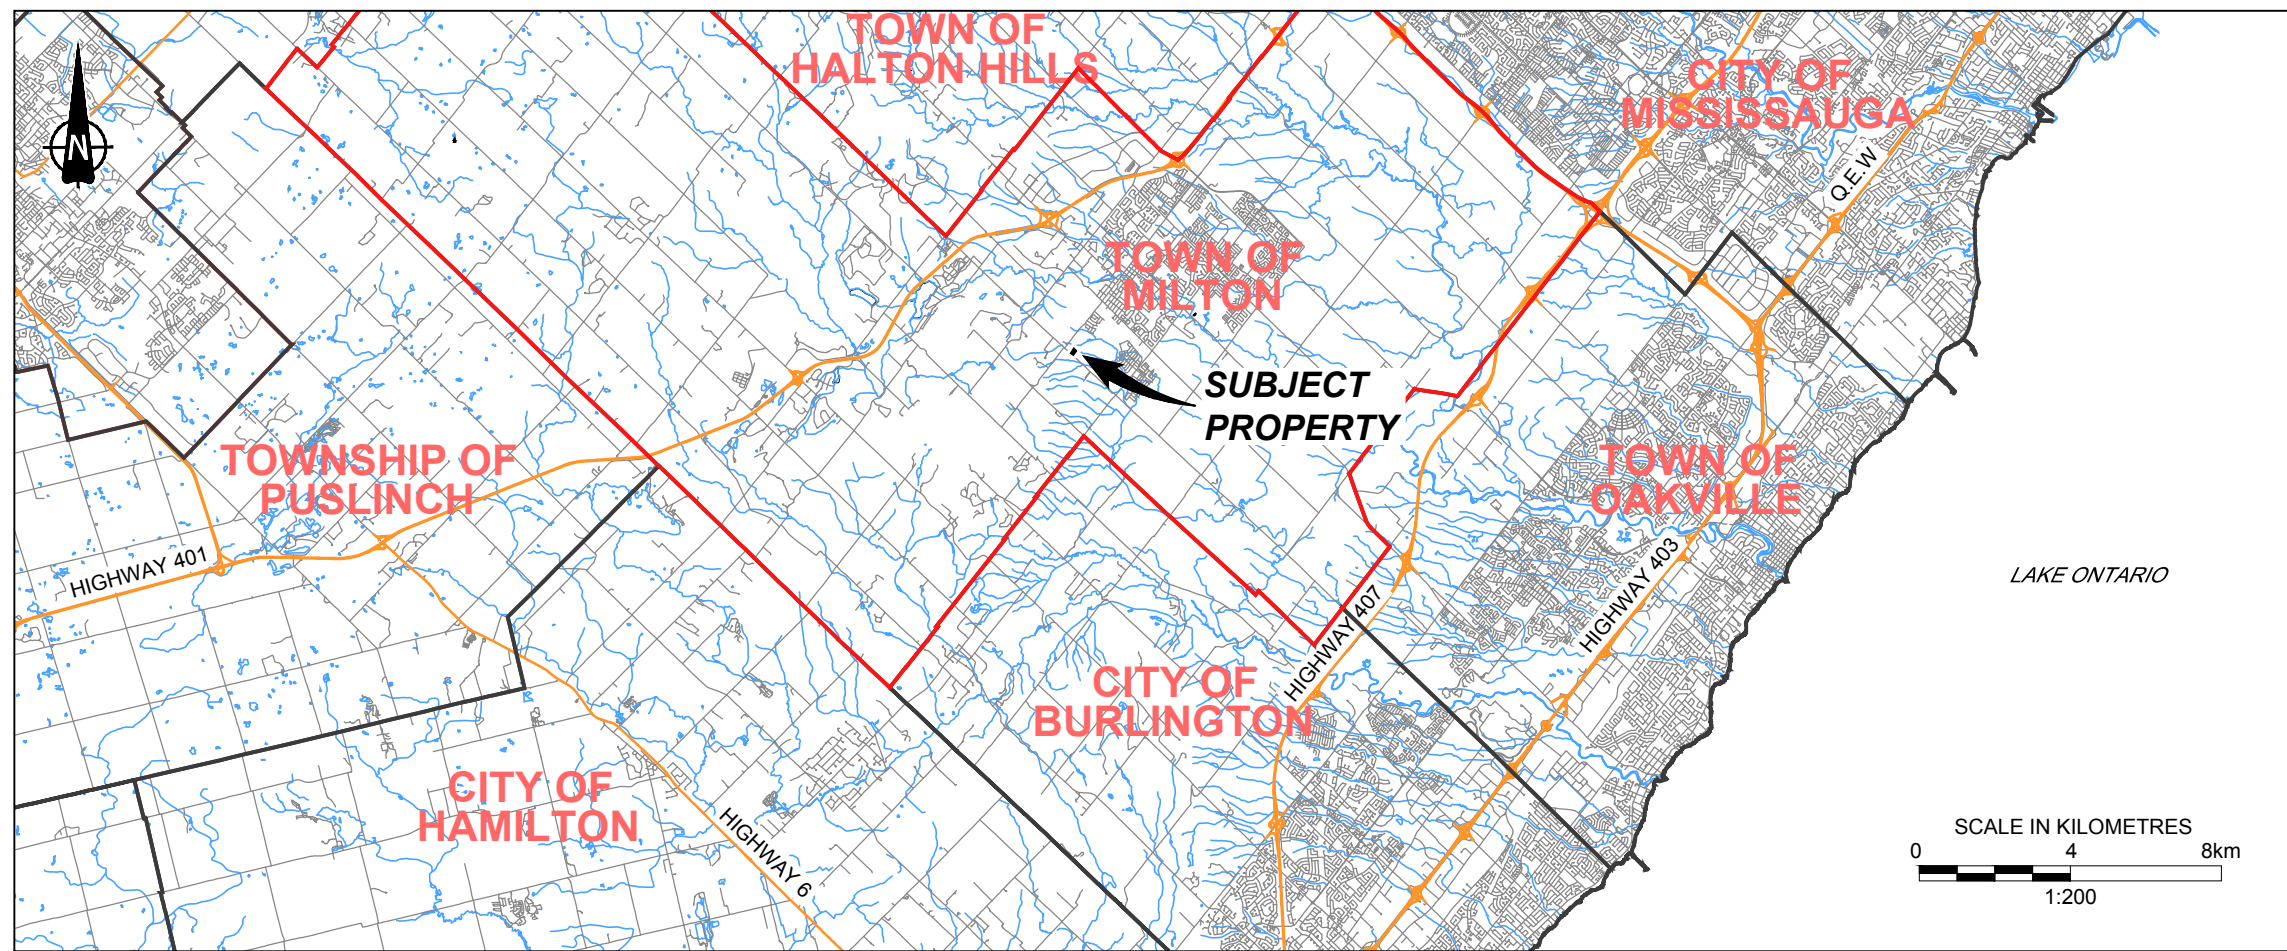 TOWN OF
HALTON HILLS
CITY OF
MISSISSAUGA
N
Q.E.W
TOWN OF
MILTON
SUBJECT
PROPERTY
TOWNSHIP OF
PUSLINCH
TOWN OF
OAKVILLE
HIGHWAY 401
LAKE ONTARIO
HIGHWAY 403
HIGHWAY 407
CITY OF
BURLINGTON
CITY OF
HAMILTON
HIGHWAY 6
SCALE IN KILOMETRES
0 4 8km
1:200